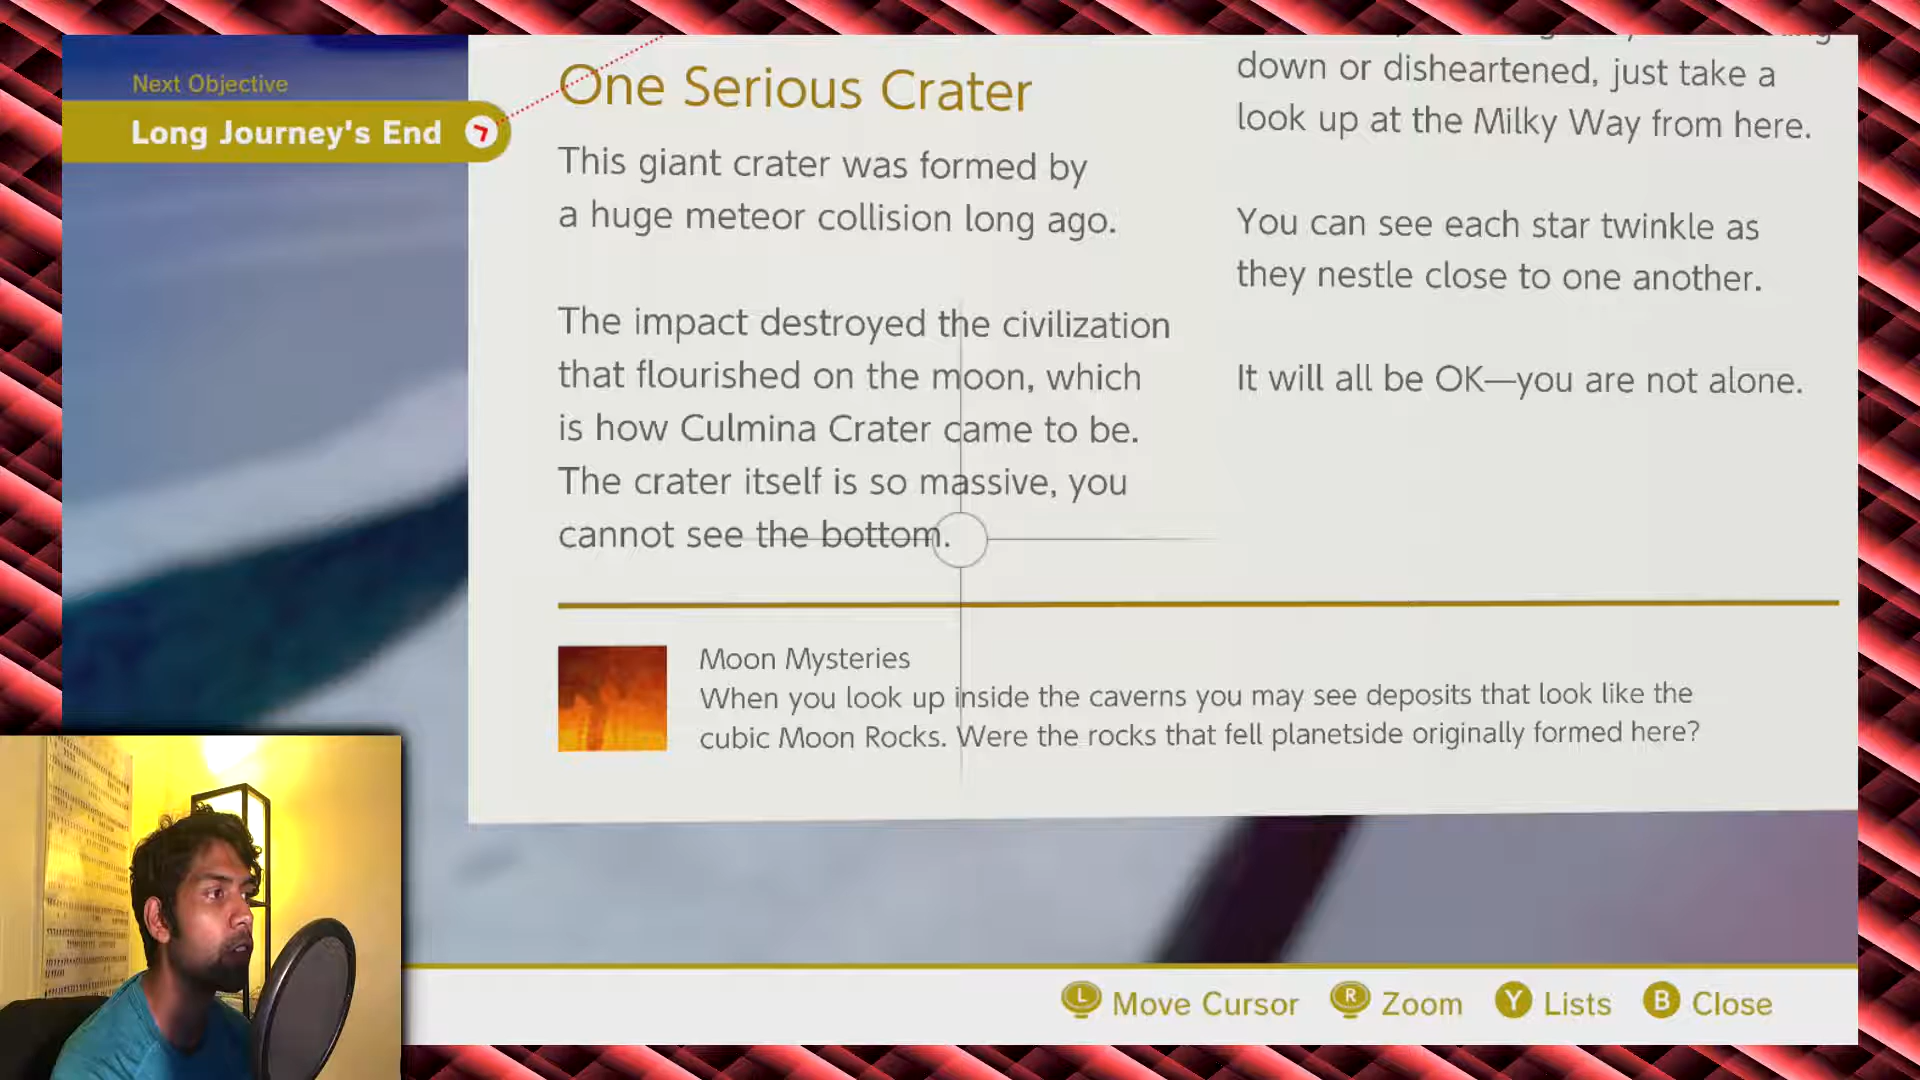 Next Objective
Long Journey's End
One Serious Crater
This giant crater was formed by
a huge meteor collision long ago.
The impact destroyed the civilization
that flourished on the moon, which
is how Culmina Crater came to be.
The crater itself is so massive, you
cannot see the bottom.
down or disheartened, just take a
look up at the Milky Way from here.
You can see each star twinkle as
they nestle close to one another.
It will all be OK—you are not alone.
Moon Mysteries
When you look up inside the caverns you may see deposits that look like the
cubic Moon Rocks. Were the rocks that fell planetside originally formed here?
L Move Cursor R Zoom Y Lists B Close